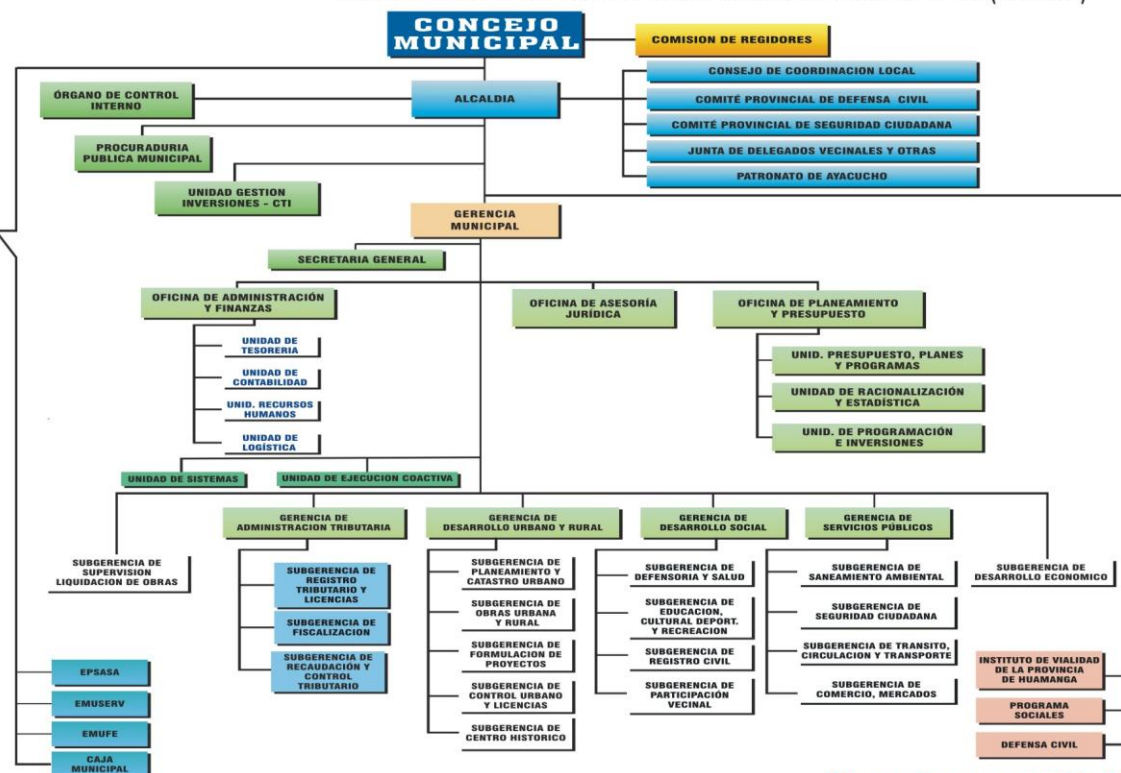 CONCEJO
MUNICIPAL
COMISION DE REGIDORES
ÓRGANO DE CONTROL
INTERNO
ALCALDIA
CONSEJO DE COORDINACION LOCAL
COMITÉ PROVINCIAL DE DEFENSA CIVIL
COMITÉ PROVINCIAL DE SEGURIDAD CIUDADANA
JUNTA DE DELEGADOS VECINALES Y OTRAS
PATRONATO DE AYACUCHO
PROCURADURIA
PUBLICA MUNICIPAL
UNIDAD GESTION
INVERSIONES - CTI
GERENCIA
MUNICIPAL
SECRETARIA GENERAL
OFICINA DE ADMINISTRACIÓN
Y FINANZAS
OFICINA DE ASESORÍA
JURÍDICA
OFICINA DE PLANEAMIENTO
Y PRESUPUESTO
UNIDAD DE
TESORERIA
UNIDAD DE
CONTABILIDAD
UNID. RECURSOS
HUMANOS
UNIDAD DE
LOGÍSTICA
UNID. PRESUPUESTO, PLANES
Y PROGRAMAS
UNIDAD DE RACIONALIZACIÓN
Y ESTADÍSTICA
UNID. DE PROGRAMACIÓN
E INVERSIONES
UNIDAD DE SISTEMAS
UNIDAD DE EJECUCION COACTIVA
SUBGERENCIA DE
SUPERVISION
LIQUIDACION DE OBRAS
GERENCIA DE
ADMINISTRACION TRIBUTARIA
SUBGERENCIA DE
REGISTRO
TRIBUTARIO Y
LICENCIAS
SUBGERENCIA DE
FISCALIZACION
SUBGERENCIA DE
RECAUDACIÓN Y
CONTROL
TRIBUTARIO
GERENCIA DE
DESARROLLO URBANO Y RURAL
SUBGERENCIA DE
PLANEAMIENTO Y
CATASTRO URBANO
SUBGERENCIA DE
OBRAS URBANA
Y RURAL
SUBGERENCIA DE
FORMULACION DE
PROYECTOS
SUBGERENCIA DE
CONTROL URBANO
Y LICENCIAS
SUBGERENCIA DE
CENTRO HISTORICO
GERENCIA DE
DESARROLLO SOCIAL
SUBGERENCIA DE
DEFENSORIA Y SALUD
SUBGERENCIA DE
EDUCACION,
CULTURAL DEPORT.
Y RECREACION
SUBGERENCIA DE
REGISTRO CIVIL
SUBGERENCIA DE
PARTICIPACIÓN
VECINAL
GERENCIA DE
SERVICIOS PÚBLICOS
SUBGERENCIA DE
SANEAMIENTO AMBIENTAL
SUBGERENCIA DE
SEGURIDAD CIUDADANA
SUBGERENCIA DE TRANSITO,
CIRCULACION Y TRANSPORTE
SUBGERENCIA DE
COMERCIO, MERCADOS
SUBGERENCIA DE
DESARROLLO ECONOMICO
EPSASA
EMUSERV
EMUFE
CAJA
MUNICIPAL
INSTITUTO DE VIALIDAD
DE LA PROVINCIA
DE HUAMANGA
PROGRAMA
SOCIALES
DEFENSA CIVIL